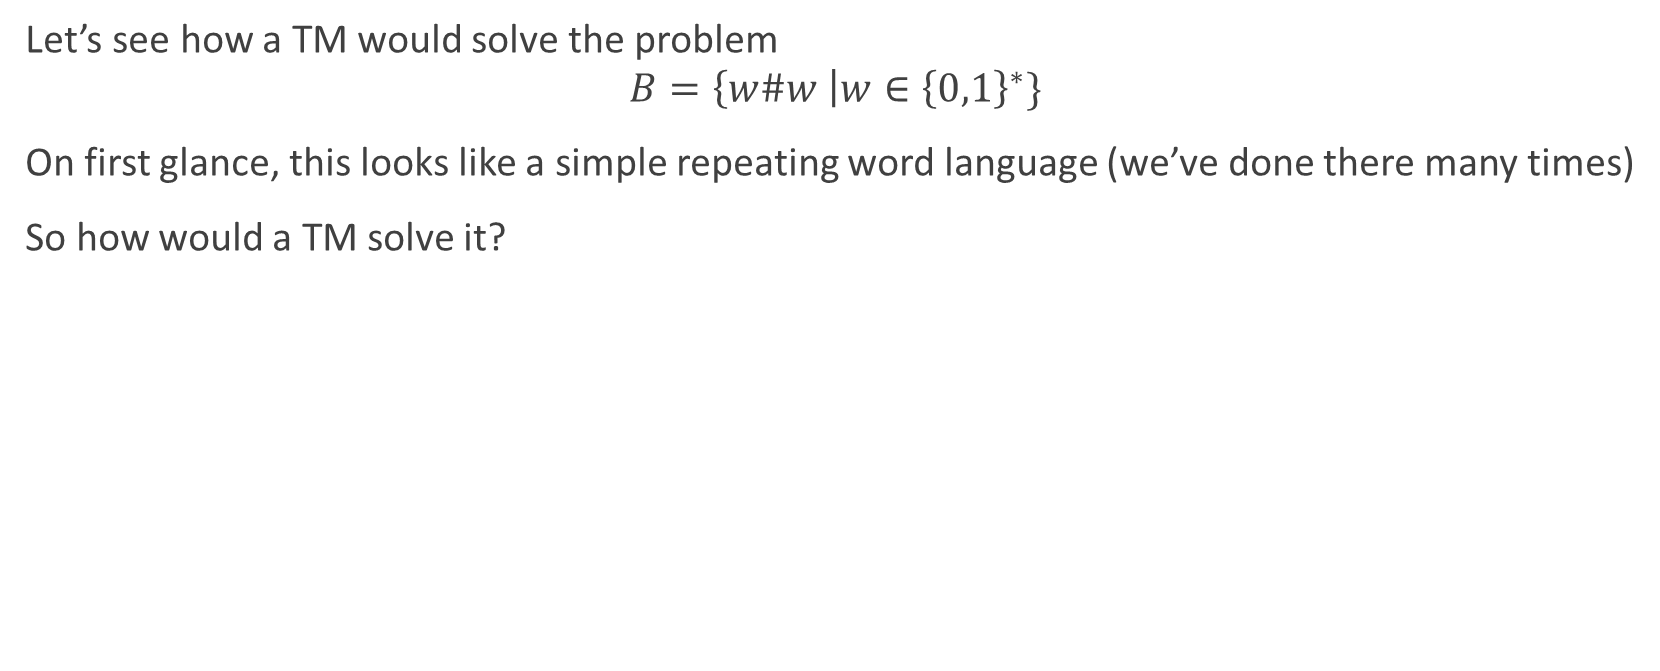 Let’s see how a TM would solve the problem
B = {w#w |w ∈ {0,1}*}
On first glance, this looks like a simple repeating word language (we’ve done there many times)
So how would a TM solve it?